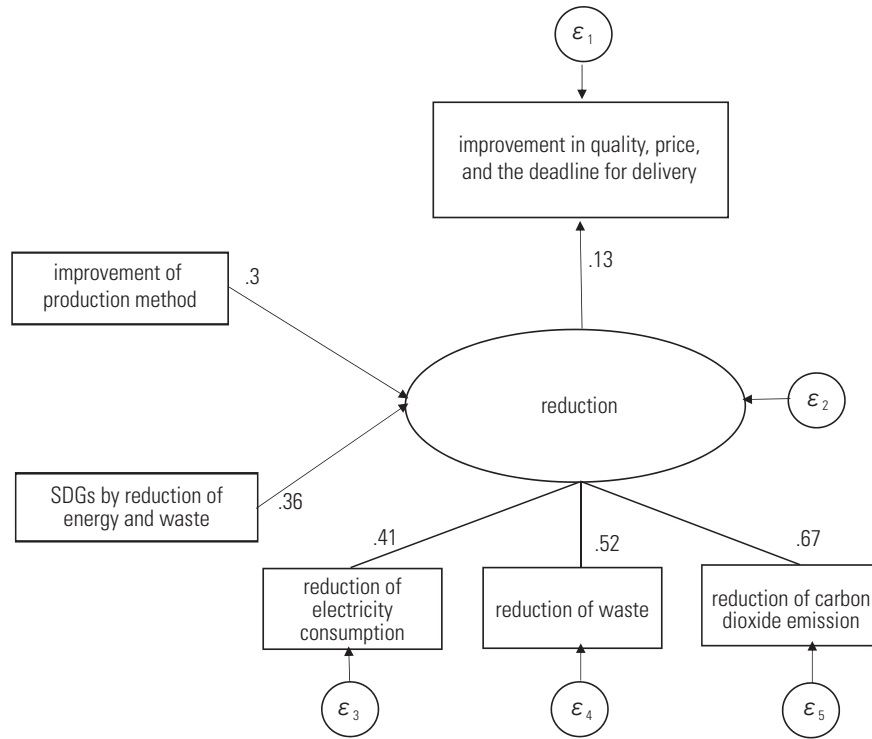 ε1
improvement in quality, price,
and the deadline for delivery
.13
improvement of
production method
.3
reduction
ε2
SDGs by reduction of
energy and waste
.36
.41
.52
.67
reduction of
electricity
consumption
reduction of waste
reduction of carbon
dioxide emission
ε3
ε4
ε5